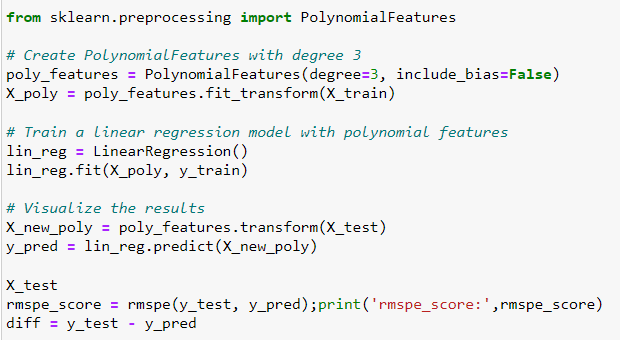 from sklearn.preprocessing import PolynomialFeatures
# Create PolynomialFeatures with degree 3
poly_features = PolynomialFeatures(degree=3, include_bias=False)
X_poly = poly_features.fit_transform(X_train)
# Train a linear regression model with polynomial features
lin_reg = LinearRegression()
lin_reg.fit(X_poly, y_train)
# Visualize the results
X_new_poly = poly_features.transform(X_test)
y_pred = lin_reg.predict(X_new_poly)
X_test
rmspe_score = rmspe(y_test, y_pred);print('rmspe_score:',rmspe_score)
diff = y_test - y_pred